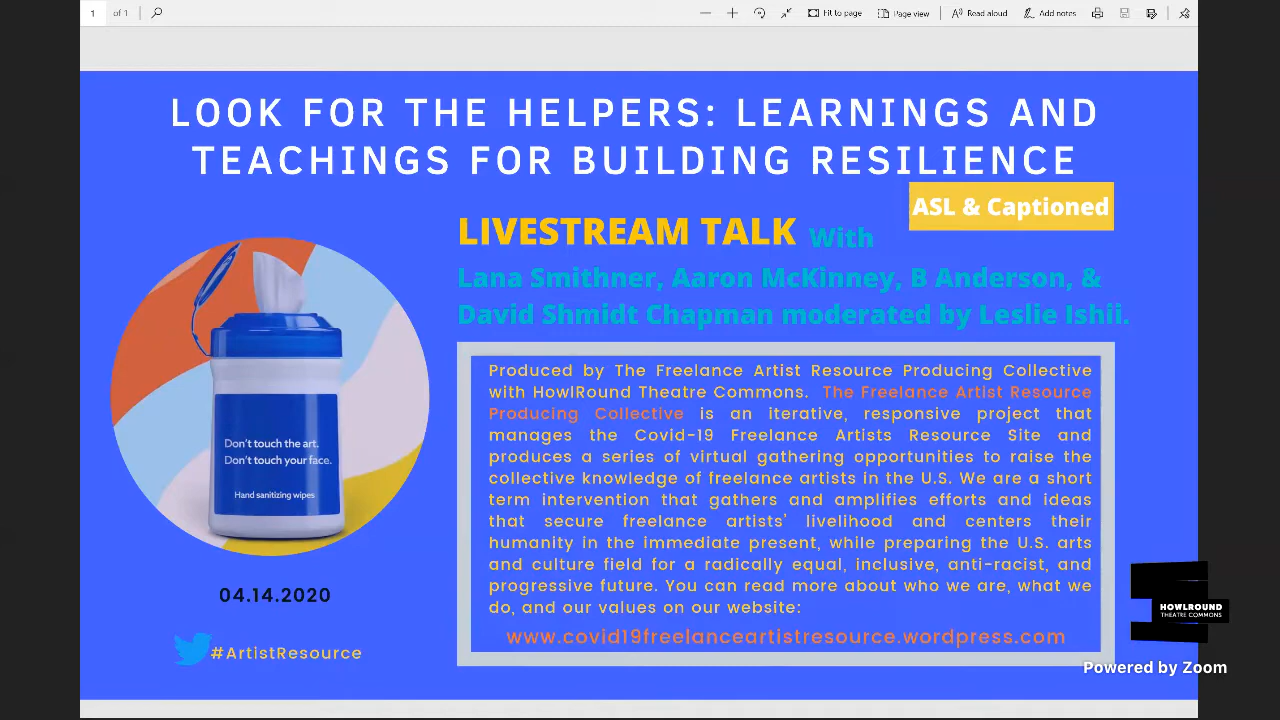 1 of 1
Fit to page
Page view
Read aloud
Add notes
LOOK FOR THE HELPERS: LEARNINGS AND
TEACHINGS FOR BUILDING RESILIENCE
ASL & Captioned
LIVESTREAM TALK With
Lana Smithner, Aaron McKinney, B Anderson, &
David Shmidt Chapman moderated by Leslie Ishii.
Produced by The Freelance Artist Resource Producing Collective
with HowlRound Theatre Commons. The Freelance Artist Resource
Producing Collective is an iterative, responsive project that
manages the Covid-19 Freelance Artists Resource Site and
produces a series of virtual gathering opportunities to raise the
collective knowledge of freelance artists in the U.S. We are a short
term intervention that gathers and amplifies efforts and ideas
that secure freelance artists' livelihood and centers their
humanity in the immediate present, while preparing the U.S. arts
and culture field for a radically equal, inclusive, anti-racist, and
progressive future. You can read more about who we are, what we
do, and our values on our website:
www.covid19freelanceartistresource.wordpress.com
Don't touch the art.
Don't touch your face.
Hand sanitizing wipes
04.14.2020
#ArtistResource
HOWLROUND
THEATRE COMMONS
Powered by Zoom